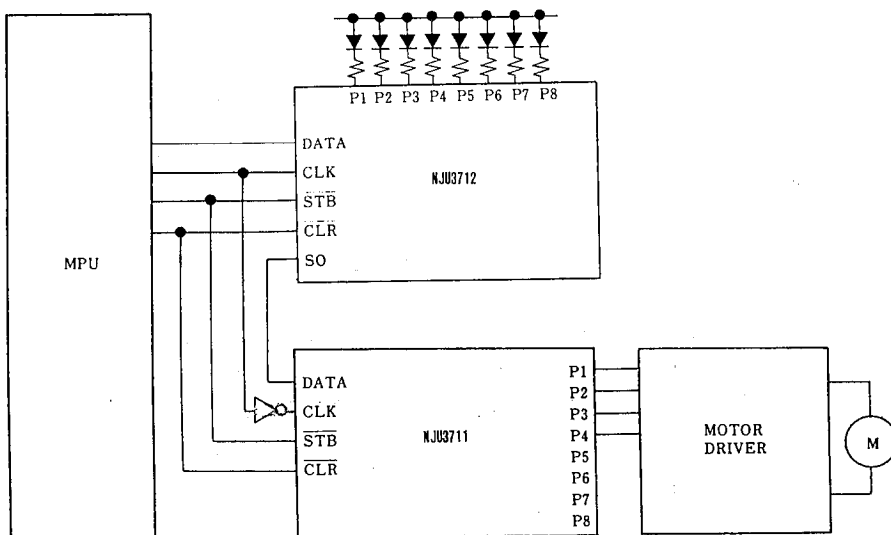 P1 P2 P3 P4 P5 P6 P7 P8
DATA
CLK
STB
CLR
SO
NJU3712
MPU
DATA
CLK
STB
CLR
NJU3711
P1
P2
P3
P4
P5
P6
P7
P8
MOTOR
DRIVER
M